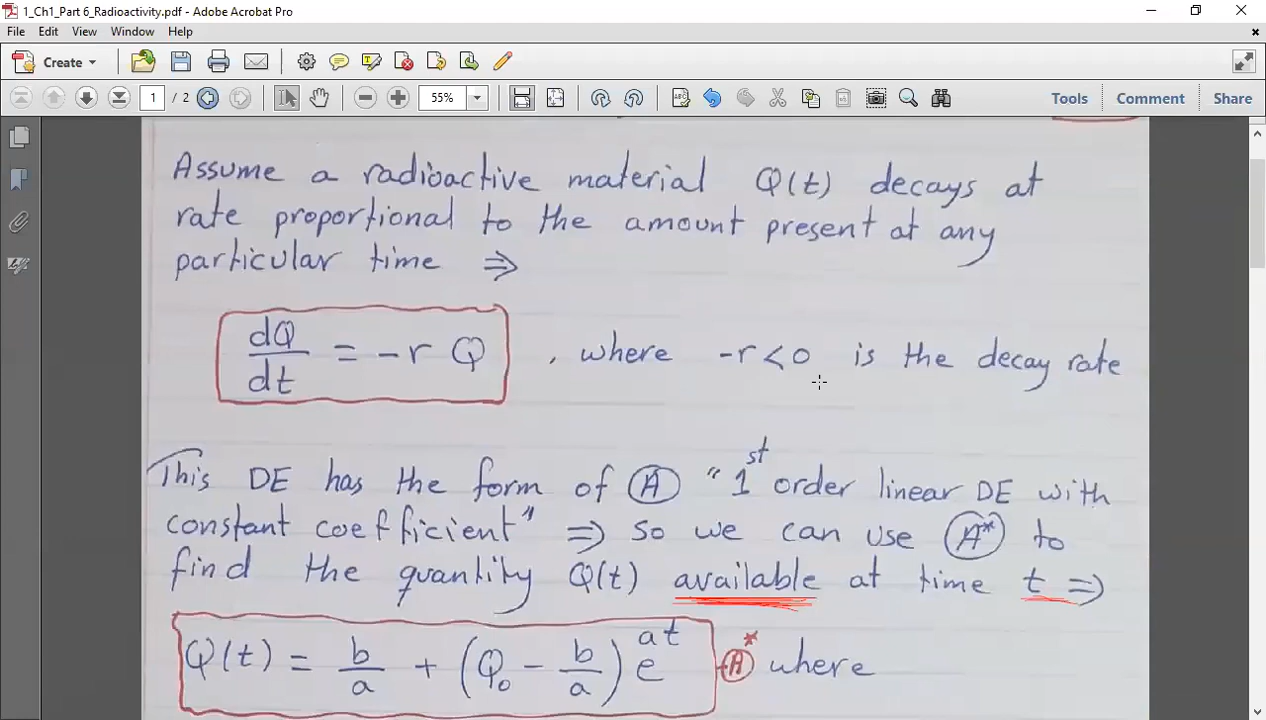 1_Ch1_Part 6_Radioactivity.pdf - Adobe Acrobat Pro
File Edit View Window Help
Create
1 / 2 55% Tools Comment Share
Assume a radioactive material Q(t) decays at
rate proportional to the amount present at any
particular time ⇒
dQ/dt = -r Q , where -r < 0 is the decay rate
This DE has the form of Ⓐ "1st order linear DE with
constant coefficient" ⇒ so we can use Ⓐ* to
find the quantity Q(t) available at time t ⇒
Q(t) = b/a + (Q₀ - b/a) e^{at} Ⓐ* where